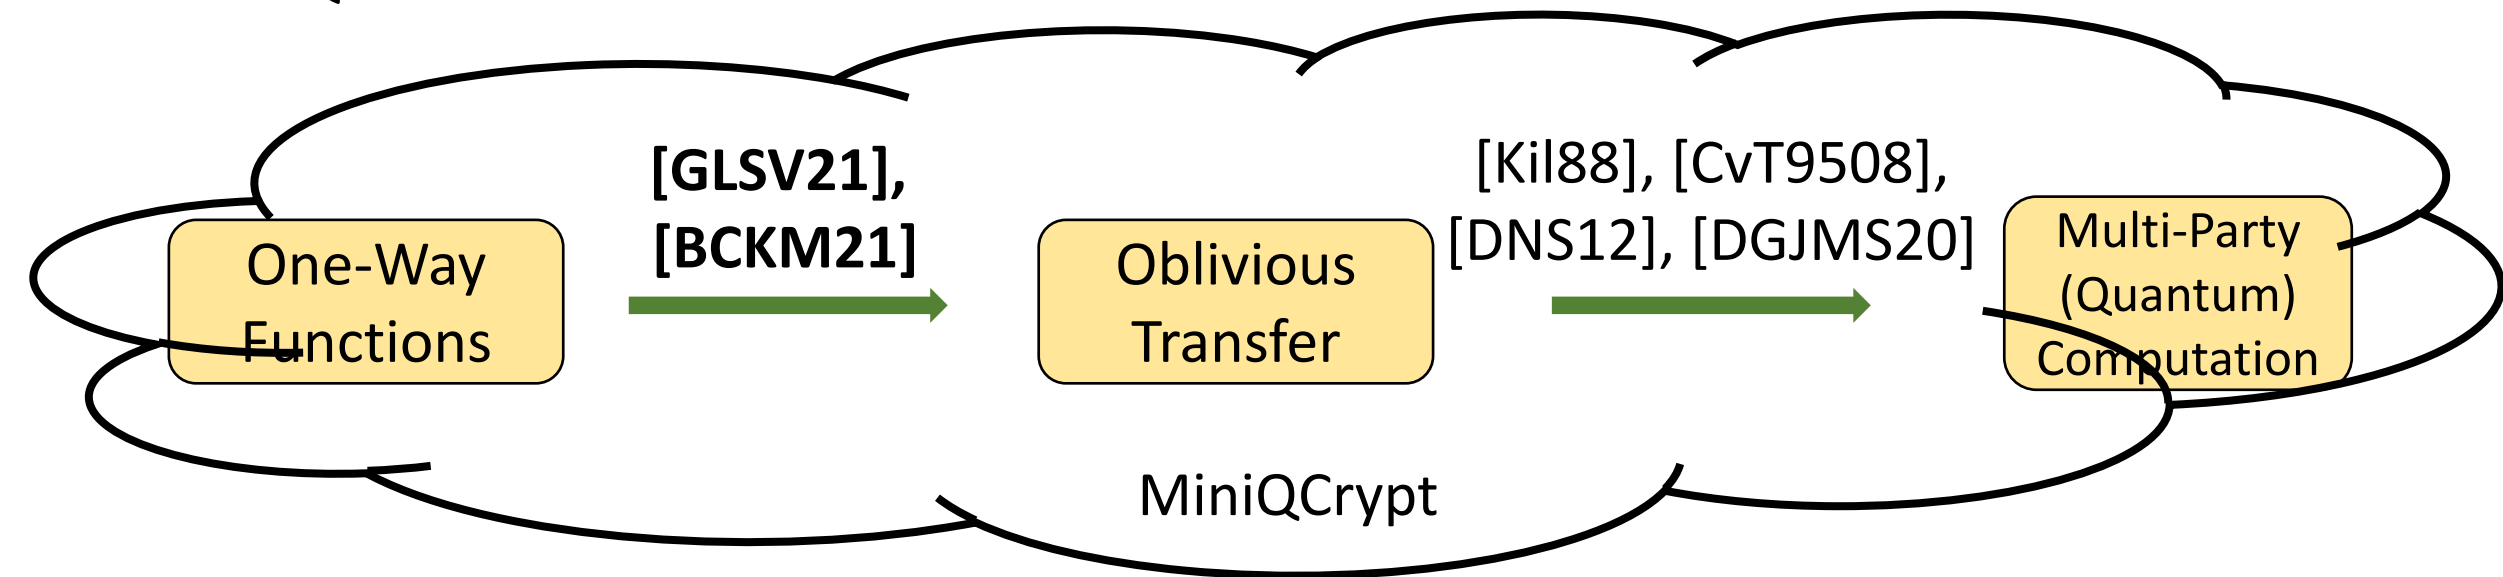 [GLSV21],
[BCKM21]
[Kil88], [CvT9508],
[DNS12], [DGJMS20]
One-Way
Functions
Oblivious
Transfer
Multi-Party
(Quantum)
Computation
MiniQCrypt